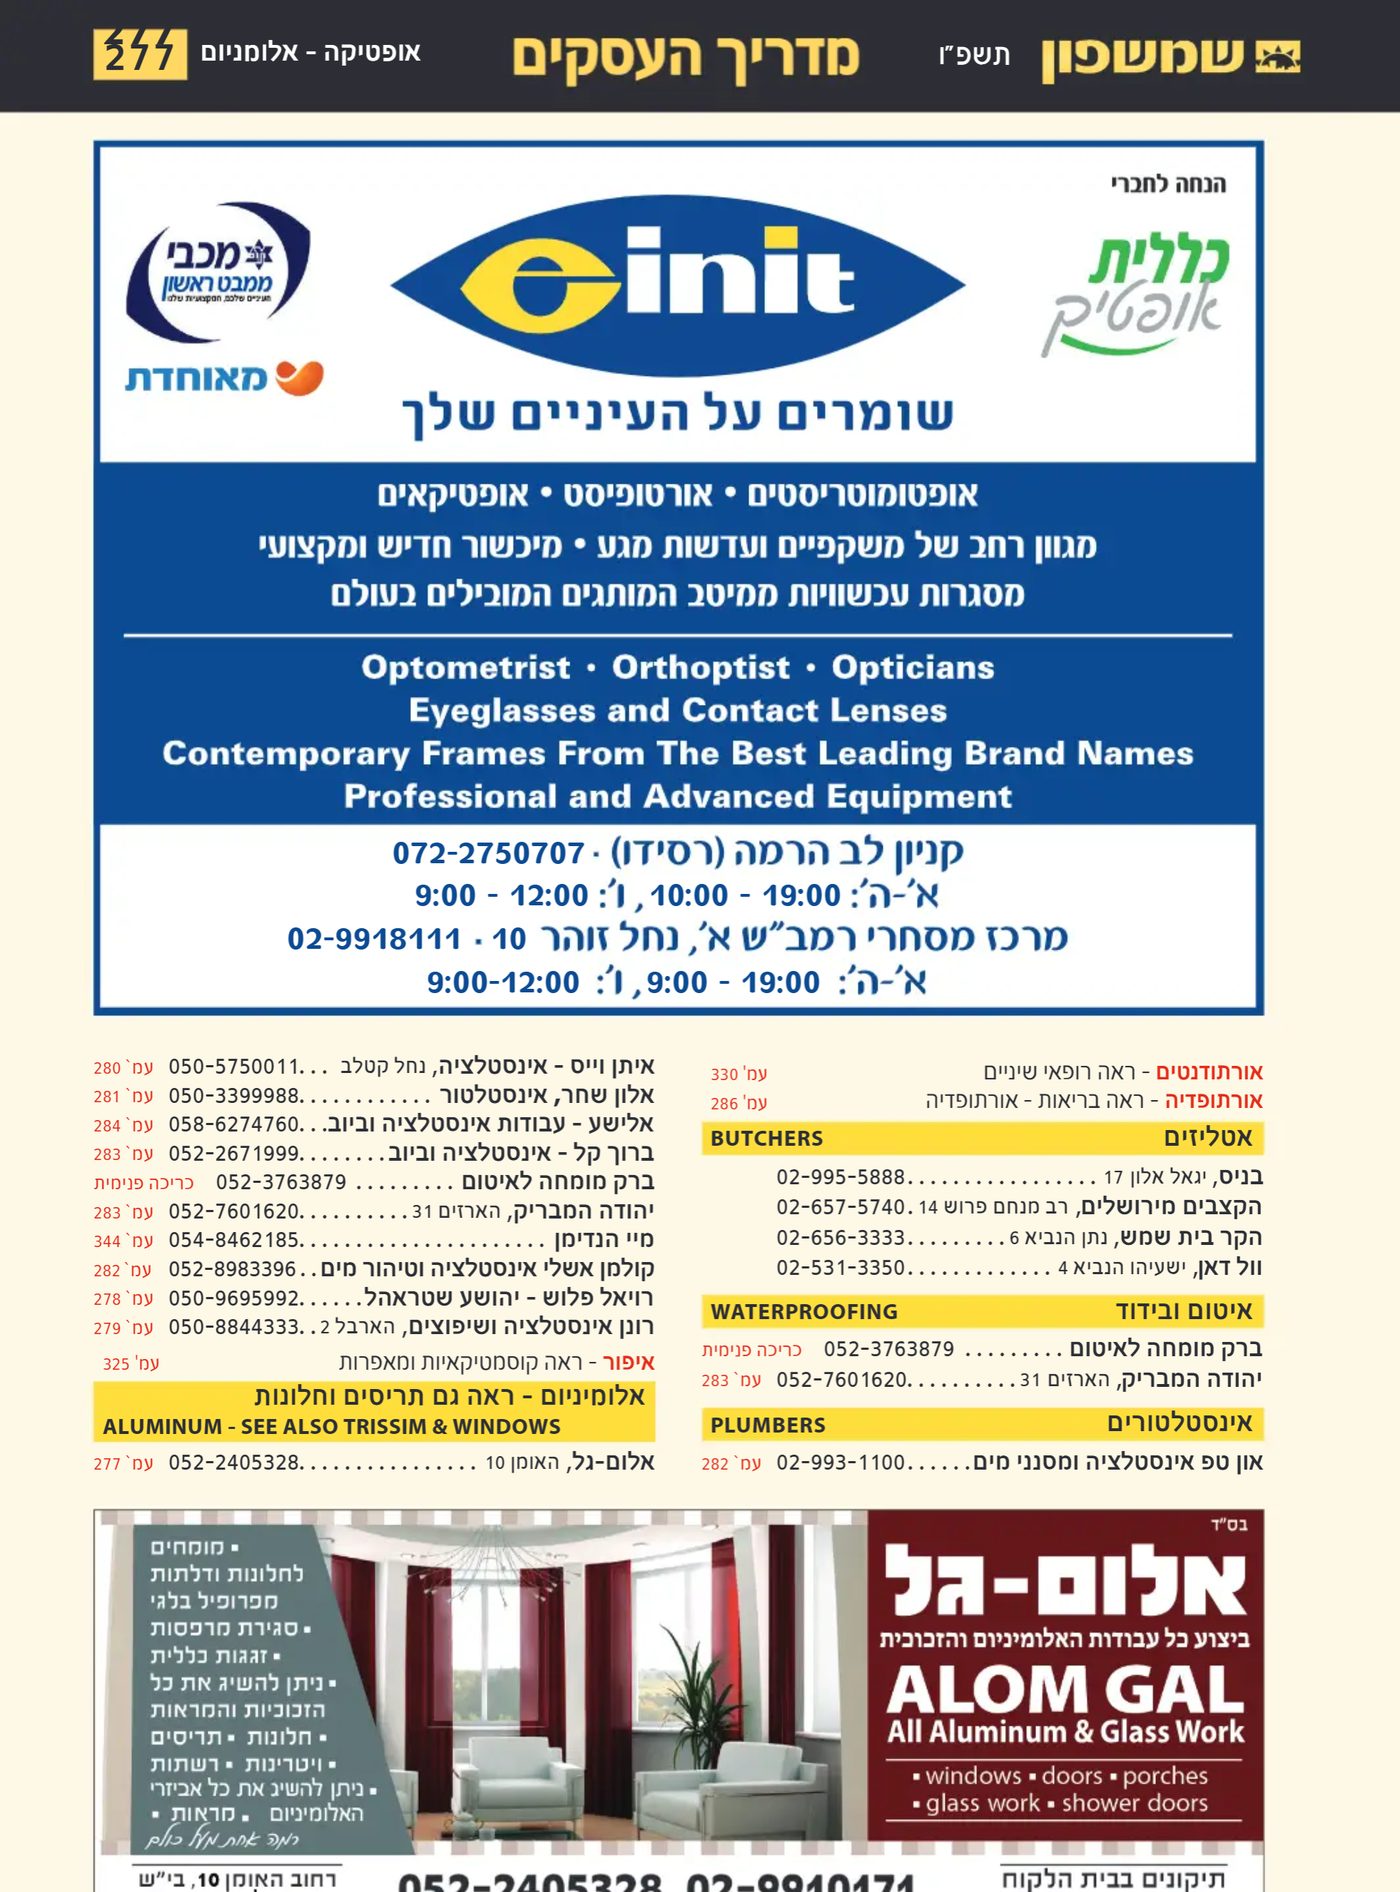 שמשפון תשפ"ו מדריך העסקים אופטיקה - אלומניום 277
הנחה לחברי
כללית
אופטיקה
einit
מכבי
ממבט ראשון
העיניים שלכם, המקצועיות שלנו
מאוחדת
שומרים על העיניים שלך
אופטומוטריסטים • אורטופיסט • אופטיקאים
מגוון רחב של משקפיים ועדשות מגע • מיכשור חדיש ומקצועי
מסגרות עכשוויות ממיטב המותגים המובילים בעולם
Optometrist • Orthoptist • Opticians
Eyeglasses and Contact Lenses
Contemporary Frames From The Best Leading Brand Names
Professional and Advanced Equipment
קניון לב הרמה (רסידו) · 072-2750707
א'-ה': 10:00 - 19:00, ו': 9:00 - 12:00
מרכז מסחרי רמב"ש א', נחל זוהר 10 · 02-9918111
א'-ה': 9:00 - 19:00, ו': 9:00-12:00
אורתודנטים - ראה רופאי שיניים עמ' 330
אורתופדיה - ראה בריאות - אורתופדיה עמ' 286
אטליזים BUTCHERS
בניס, יגאל אלון 17 ................ 02-995-5888
הקצבים מירושלים, רב מנחם פרוש 14 . 02-657-5740
הקר בית שמש, נתן הנביא 6 ......... 02-656-3333
וול דאן, ישעיהו הנביא 4 ............ 02-531-3350
איטום ובידוד WATERPROOFING
ברק מומחה לאיטום ......... 052-3763879 כריכה פנימית
יהודה המבריק, הארזים 31 .......... 052-7601620 עמ` 283
אינסטלטורים PLUMBERS
און טפ אינסטלציה ומסנני מים ...... 02-993-1100 עמ` 282
איתן וייס - אינסטלציה, נחל קטלב ... 050-5750011 עמ` 280
אלון שחר, אינסטלטור ............ 050-3399988 עמ` 281
אלישע - עבודות אינסטלציה וביוב ... 058-6274760 עמ` 284
ברוך קל - אינסטלציה וביוב ........ 052-2671999 עמ` 283
ברק מומחה לאיטום ......... 052-3763879 כריכה פנימית
יהודה המבריק, הארזים 31 .......... 052-7601620 עמ` 283
מיי הנדימן ...................... 054-8462185 עמ` 344
קולמן אשלי אינסטלציה וטיהור מים .. 052-8983396 עמ` 282
רויאל פלוש - יהושע שטראהל ...... 050-9695992 עמ` 278
רונן אינסטלציה ושיפוצים, הארבל 2 .. 050-8844333 עמ` 279
איפור - ראה קוסמטיקאיות ומאפרות עמ' 325
אלומיניום - ראה גם תריסים וחלונות
ALUMINUM - SEE ALSO TRISSIM & WINDOWS
אלום-גל, האומן 10 ................ 052-2405328 עמ` 277
בס"ד
אלום-גל
ביצוע כל עבודות האלומיניום והזכוכית
ALOM GAL
All Aluminum & Glass Work
▪ windows ▪ doors ▪ porches
▪ glass work ▪ shower doors
▪ מומחים
לחלונות ודלתות
מפרופיל בלגי
▪ סגירת מרפסות
▪ זגגות כללית
▪ ניתן להשיג את כל
הזכוכיות והמראות
▪ חלונות ▪ תריסים
▪ ויטרינות ▪ רשתות
▪ ניתן להשיג את כל אביזרי
האלומיניום ▪ מראות ▪
רמה אחת מעל כולם
תיקונים בבית הלקוח
052-2405328 02-9910171
רחוב האומן 10, בי"ש